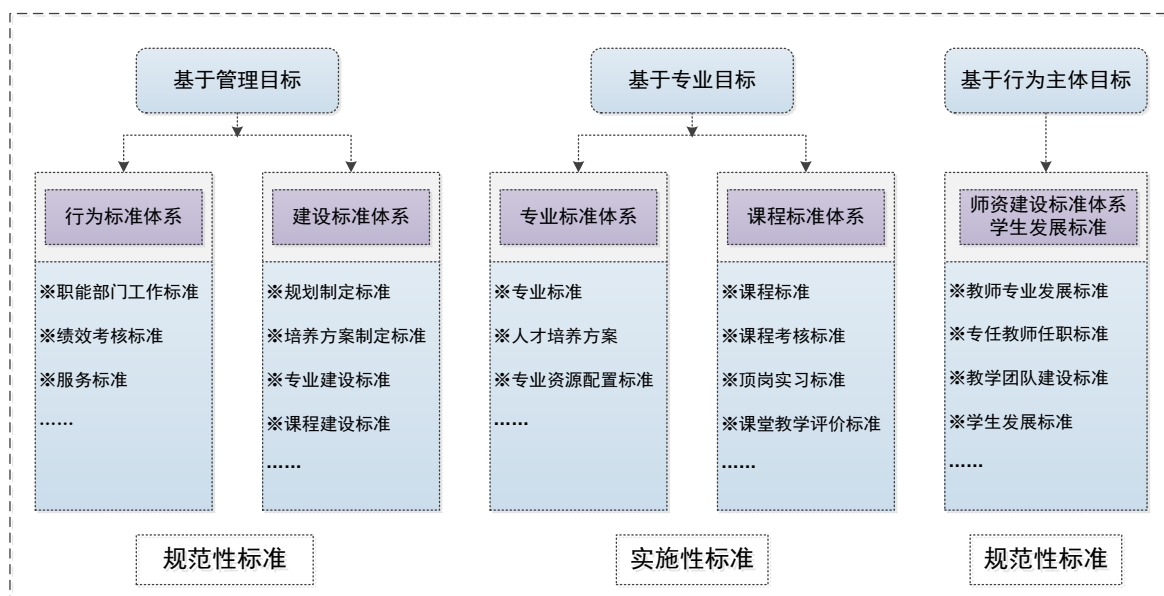 基于管理目标
基于专业目标
基于行为主体目标
行为标准体系
※职能部门工作标准
※绩效考核标准
※服务标准
……
建设标准体系
※规划制定标准
※培养方案制定标准
※专业建设标准
※课程建设标准
……
专业标准体系
※专业标准
※人才培养方案
※专业资源配置标准
……
课程标准体系
※课程标准
※课程考核标准
※顶岗实习标准
※课堂教学评价标准
……
师资建设标准体系
学生发展标准
※教师专业发展标准
※专任教师任职标准
※教学团队建设标准
※学生发展标准
……
规范性标准
实施性标准
规范性标准